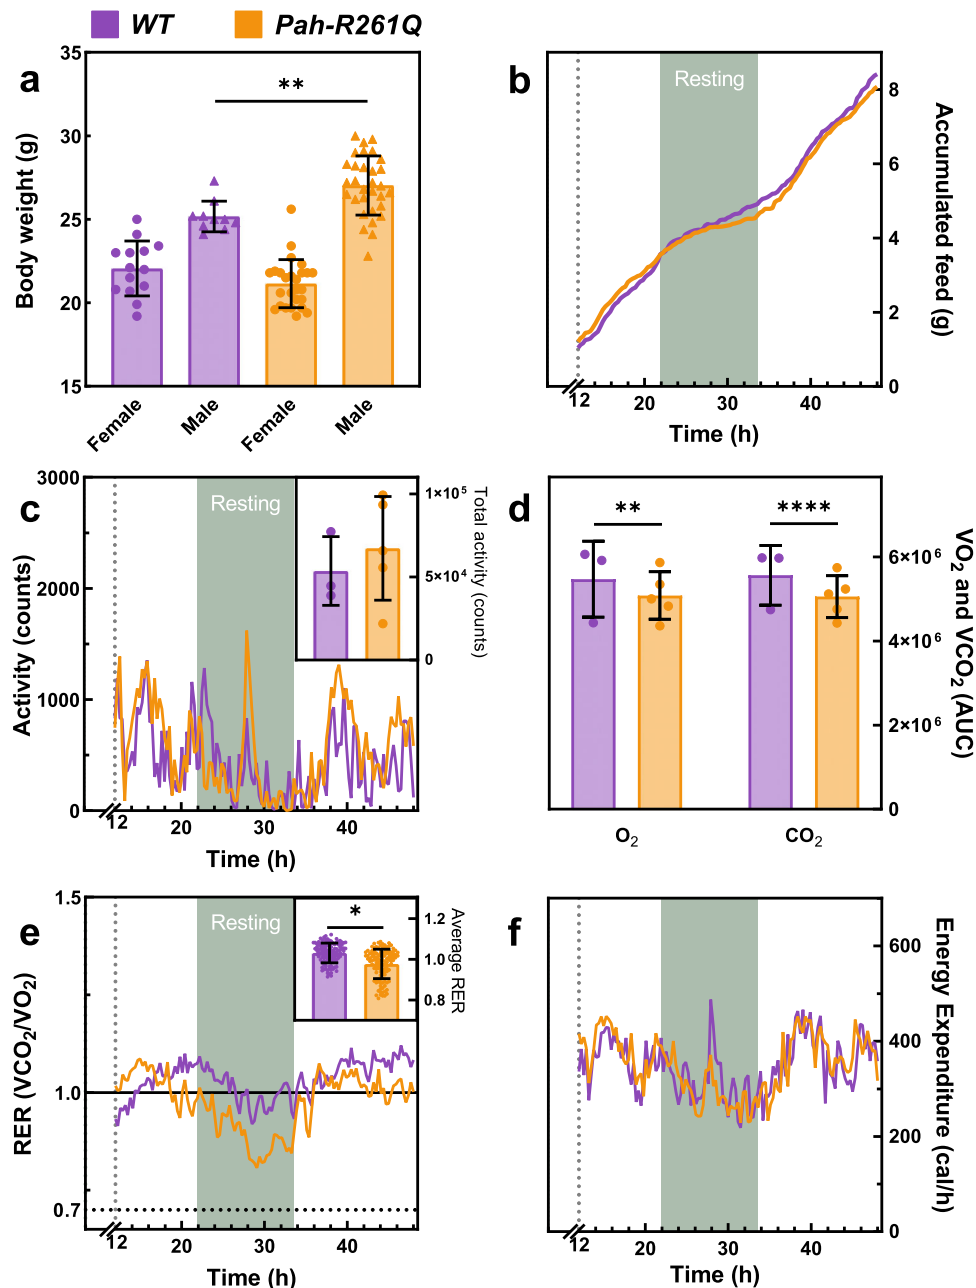 WT Pah-R261Q
a
**
Body weight (g)
35
30
25
20
15
Female Male Female Male
b
Resting
Accumulated feed (g)
8
6
4
2
0
12 20 30 40
Time (h)
c
Resting
Activity (counts)
3000
2000
1000
0
12 20 30 40
Time (h)
1×10⁵
5×10⁴
0
Total activity (counts)
d
** ****
VO₂ and VCO₂ (AUC)
6×10⁶
4×10⁶
2×10⁶
0
O₂ CO₂
e
Resting
RER (VCO₂/VO₂)
1.5
1.0
0.7
12 20 30 40
Time (h)
*
1.2
1.0
0.8
Average RER
f
Energy Expenditure (cal/h)
600
400
200
0
12 20 30 40
Time (h)